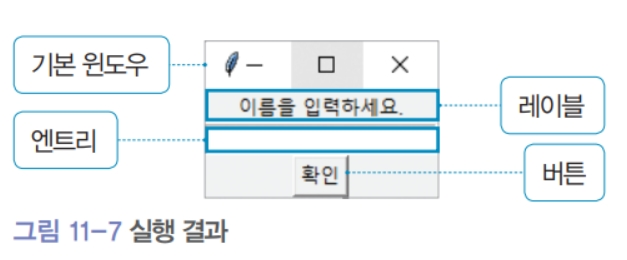 기본 윈도우
이름을 입력하세요.
레이블
엔트리
확인
버튼
그림 11-7 실행 결과